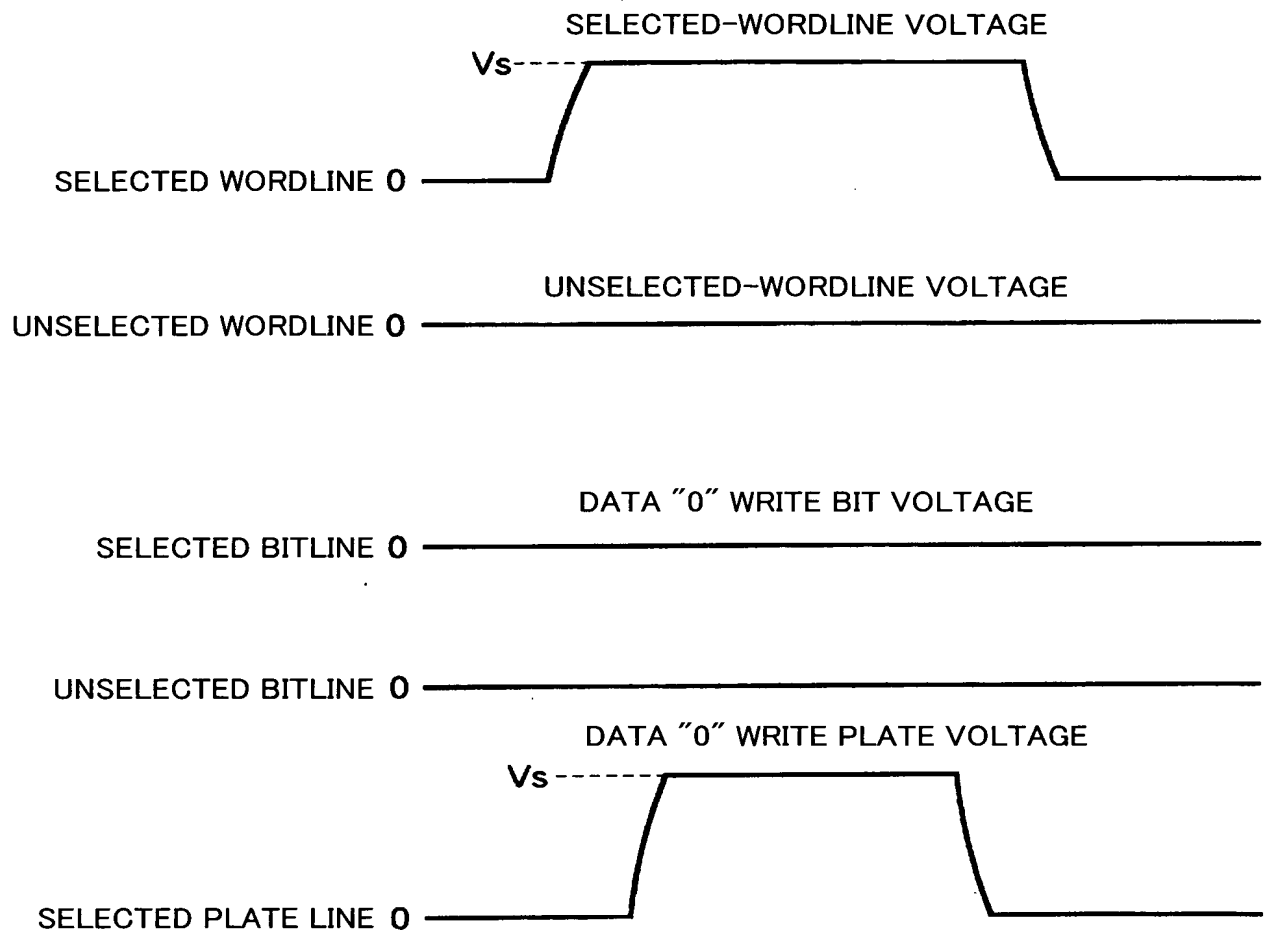 SELECTED-WORDLINE VOLTAGE
Vs
SELECTED WORDLINE 0
UNSELECTED-WORDLINE VOLTAGE
UNSELECTED WORDLINE 0
DATA ″0″ WRITE BIT VOLTAGE
SELECTED BITLINE 0
UNSELECTED BITLINE 0
DATA ″0″ WRITE PLATE VOLTAGE
Vs
SELECTED PLATE LINE 0